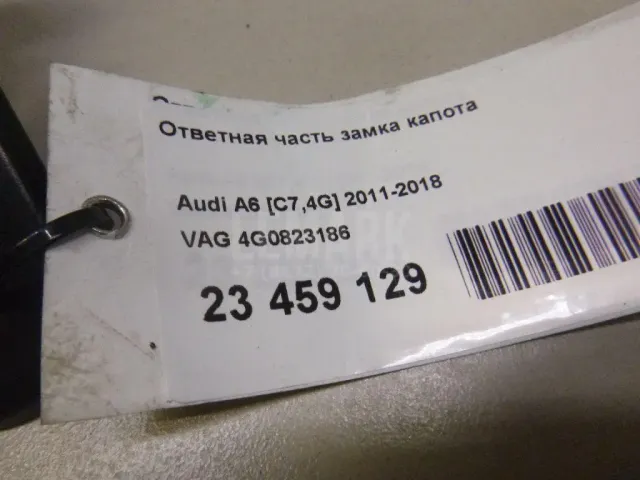 Ответная часть замка капота
Audi A6 [C7,4G] 2011-2018
VAG 4G0823186
23 459 129